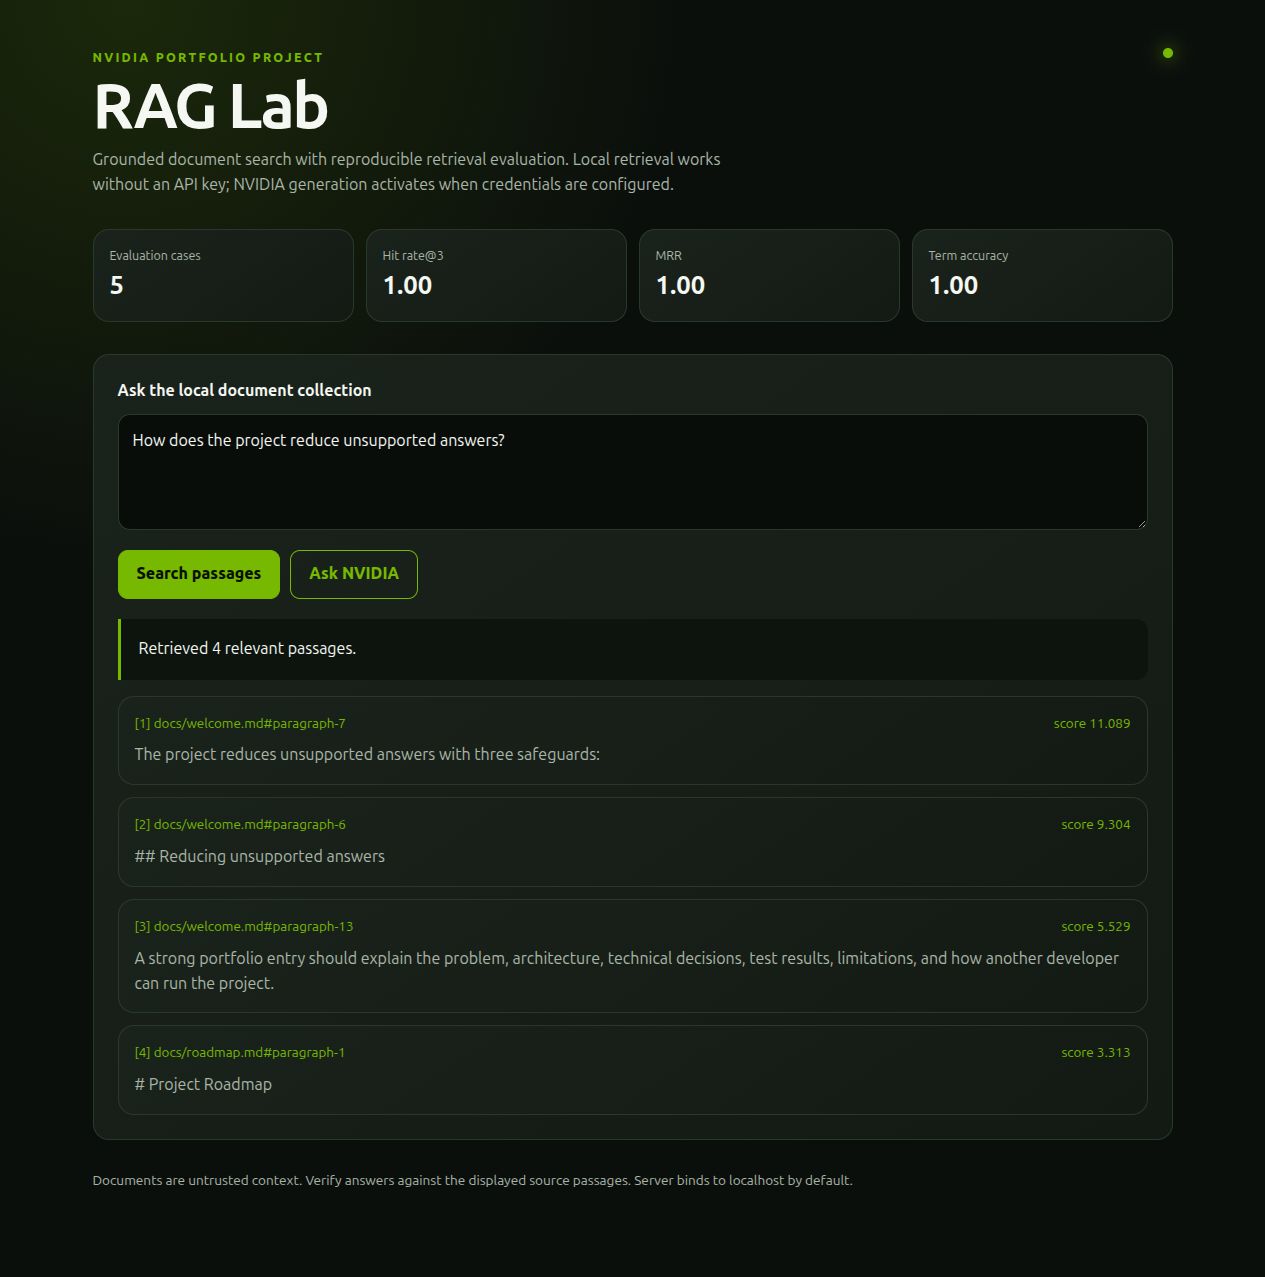 NVIDIA PORTFOLIO PROJECT
RAG Lab
Grounded document search with reproducible retrieval evaluation. Local retrieval works
without an API key; NVIDIA generation activates when credentials are configured.
Evaluation cases
5
Hit rate@3
1.00
MRR
1.00
Term accuracy
1.00
Ask the local document collection
How does the project reduce unsupported answers?
Search passages
Ask NVIDIA
Retrieved 4 relevant passages.
[1] docs/welcome.md#paragraph-7
score 11.089
The project reduces unsupported answers with three safeguards:
[2] docs/welcome.md#paragraph-6
score 9.304
## Reducing unsupported answers
[3] docs/welcome.md#paragraph-13
score 5.529
A strong portfolio entry should explain the problem, architecture, technical decisions, test results, limitations, and how another developer
can run the project.
[4] docs/roadmap.md#paragraph-1
score 3.313
# Project Roadmap
Documents are untrusted context. Verify answers against the displayed source passages. Server binds to localhost by default.